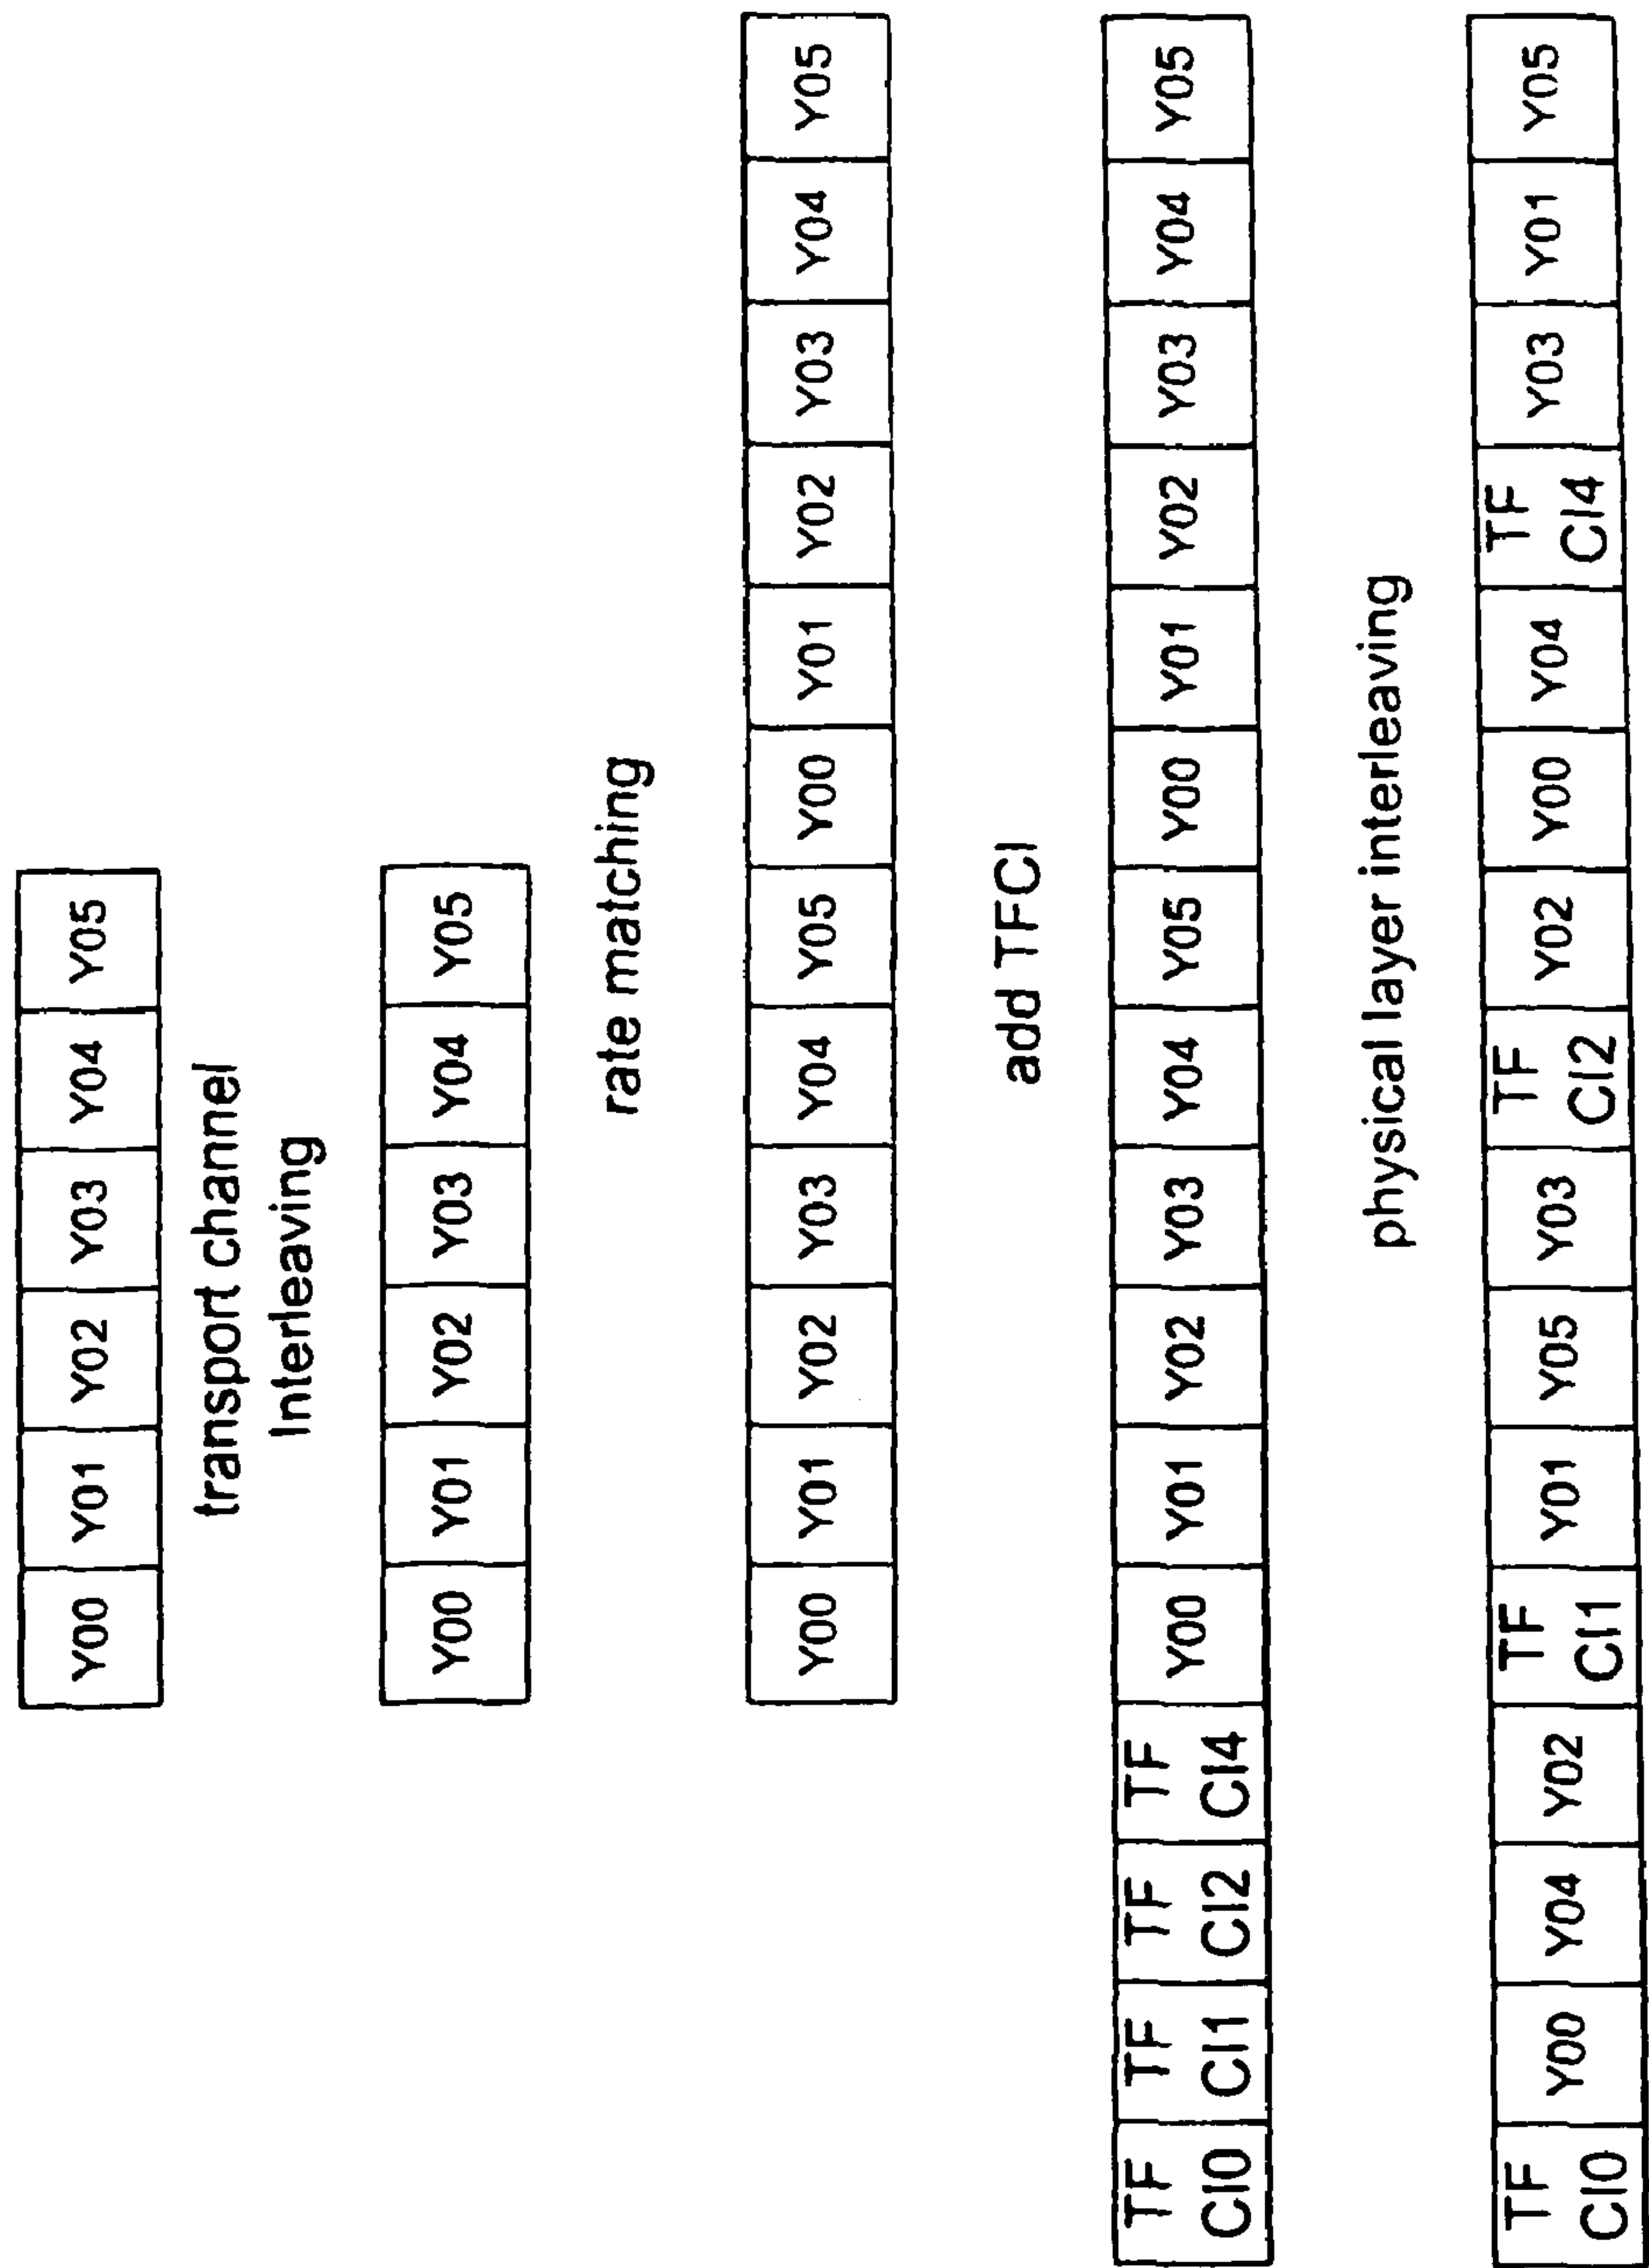 Y00 Y01 Y02 Y03 Y04 Y05
transport channel
Interleaving
Y00 Y01 Y02 Y03 Y04 Y05
rate matching
Y00 Y01 Y02 Y03 Y04 Y05 Y00 Y01 Y02 Y03 Y04 Y05
add TFCI
TF CI0 TF CI1 TF CI2 TF CI4 Y00 Y01 Y02 Y03 Y04 Y05 Y00 Y01 Y02 Y03 Y04 Y05
physical layer interleaving
TF CI0 Y00 Y04 Y02 TF CI1 Y01 Y05 Y03 TF CI2 Y02 Y00 Y04 TF CI4 Y03 Y01 Y05